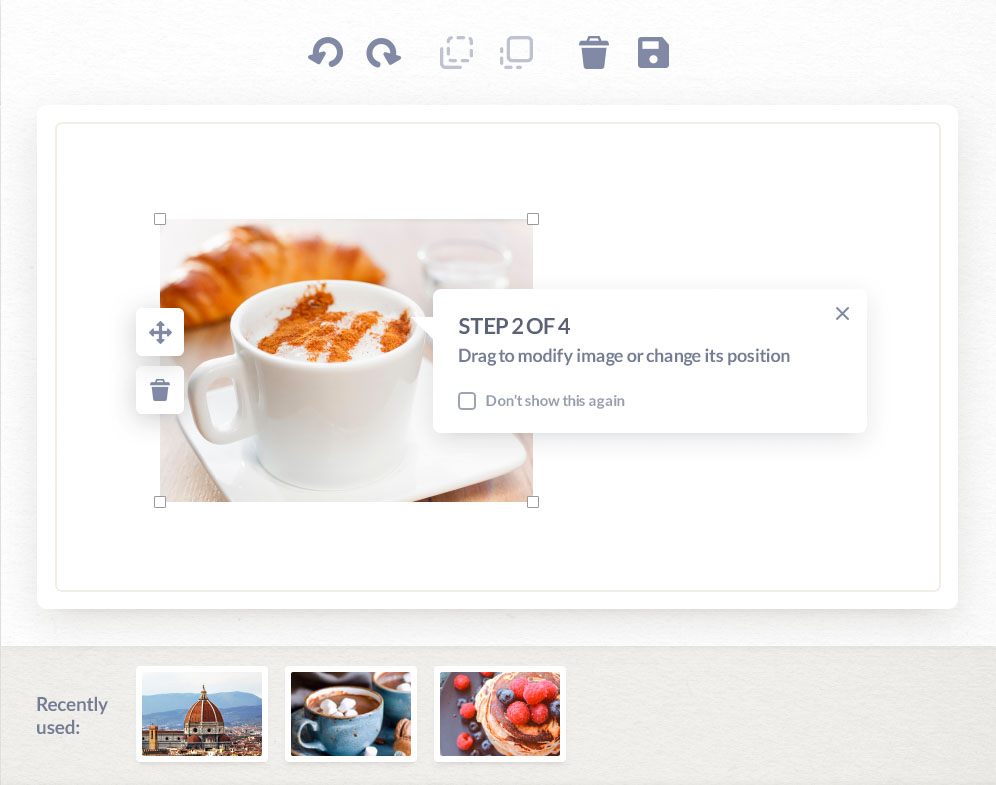 STEP 2 OF 4
Drag to modify image or change its position
Don't show this again
Recently
used: